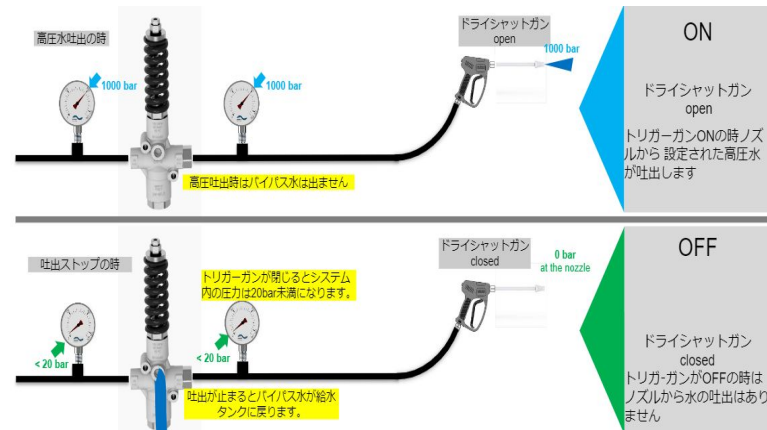 高圧水吐出の時
ドライシャットガン
open
1000 bar
1000 bar
1000 bar
高圧吐出時はバイパス水は出ません
ON
ドライシャットガン
open
トリガーガンONの時ノズ
ルから 設定された高圧水
が吐出します
吐出ストップの時
トリガーガンが閉じるとシステム
内の圧力は20bar未満になります。
ドライシャットガン
closed
0 bar
at the nozzle
< 20 bar
< 20 bar
吐出が止まるとバイパス水が給水
タンクに戻ります。
OFF
ドライシャットガン
closed
トリガ-ガンがOFFの時は
ノズルから水の吐出はあり
ません